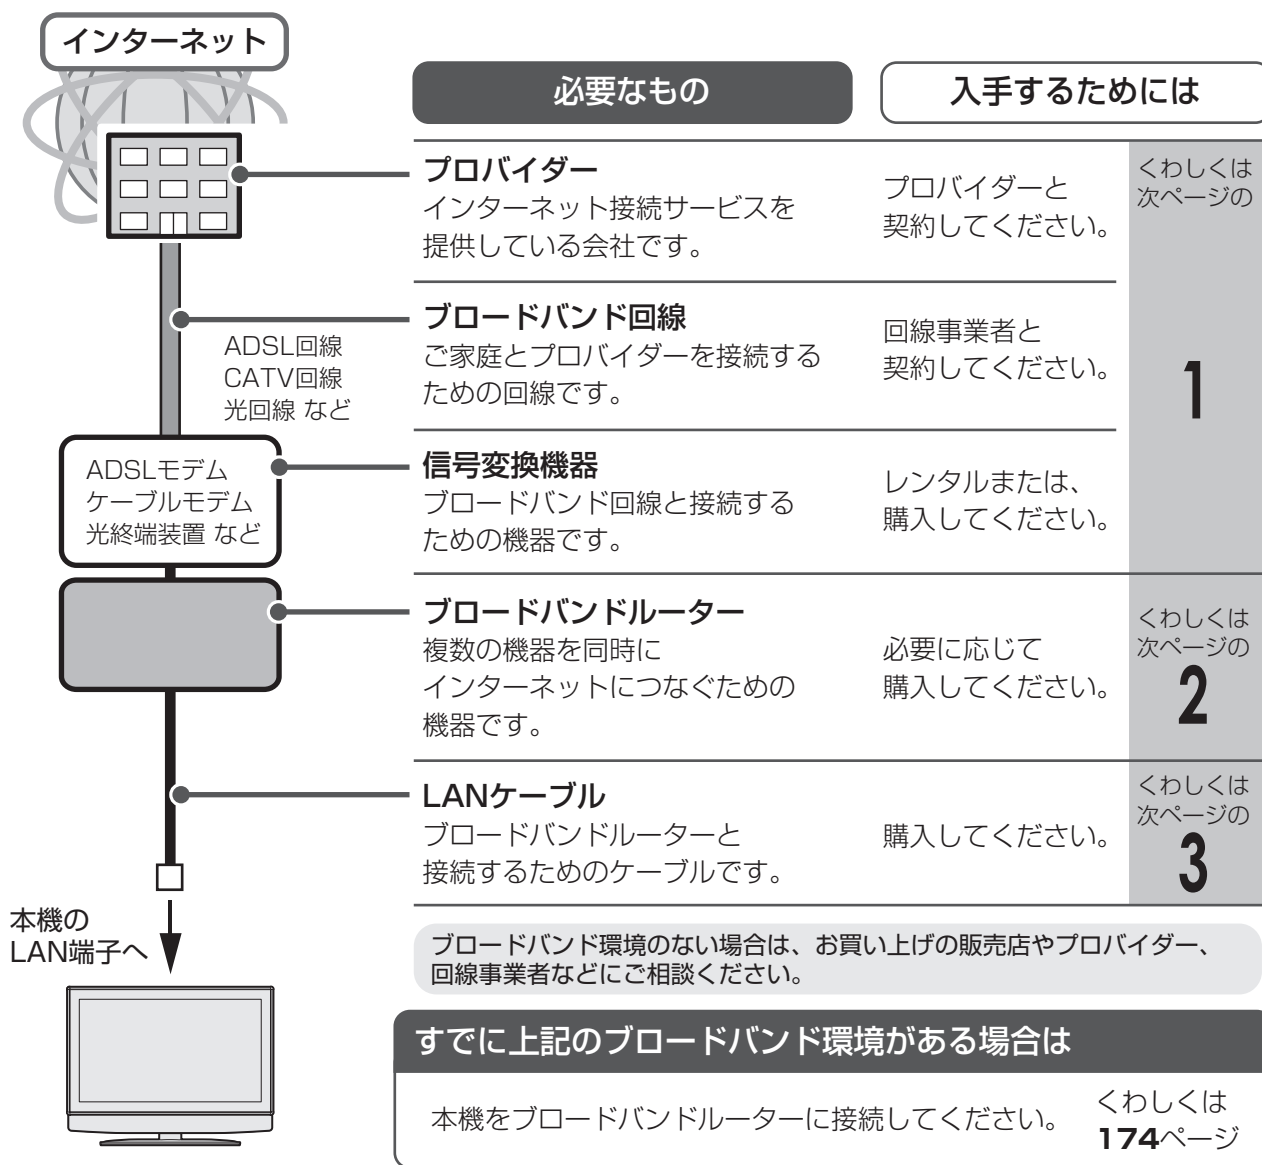 インターネット
必要なもの
入手するためには
プロバイダー
インターネット接続サービスを
提供している会社です。
プロバイダーと
契約してください。
くわしくは
次ページの
1
ブロードバンド回線
ご家庭とプロバイダーを接続する
ための回線です。
回線事業者と
契約してください。
ADSL回線
CATV回線
光回線 など
信号変換機器
ブロードバンド回線と接続する
ための機器です。
レンタルまたは、
購入してください。
ADSLモデム
ケーブルモデム
光終端装置 など
ブロードバンドルーター
複数の機器を同時に
インターネットにつなぐための
機器です。
必要に応じて
購入してください。
くわしくは
次ページの
2
LANケーブル
ブロードバンドルーターと
接続するためのケーブルです。
購入してください。
くわしくは
次ページの
3
本機の
LAN端子へ
ブロードバンド環境のない場合は、お買い上げの販売店やプロバイダー、
回線事業者などにご相談ください。
すでに上記のブロードバンド環境がある場合は
本機をブロードバンドルーターに接続してください。
くわしくは
174ページ